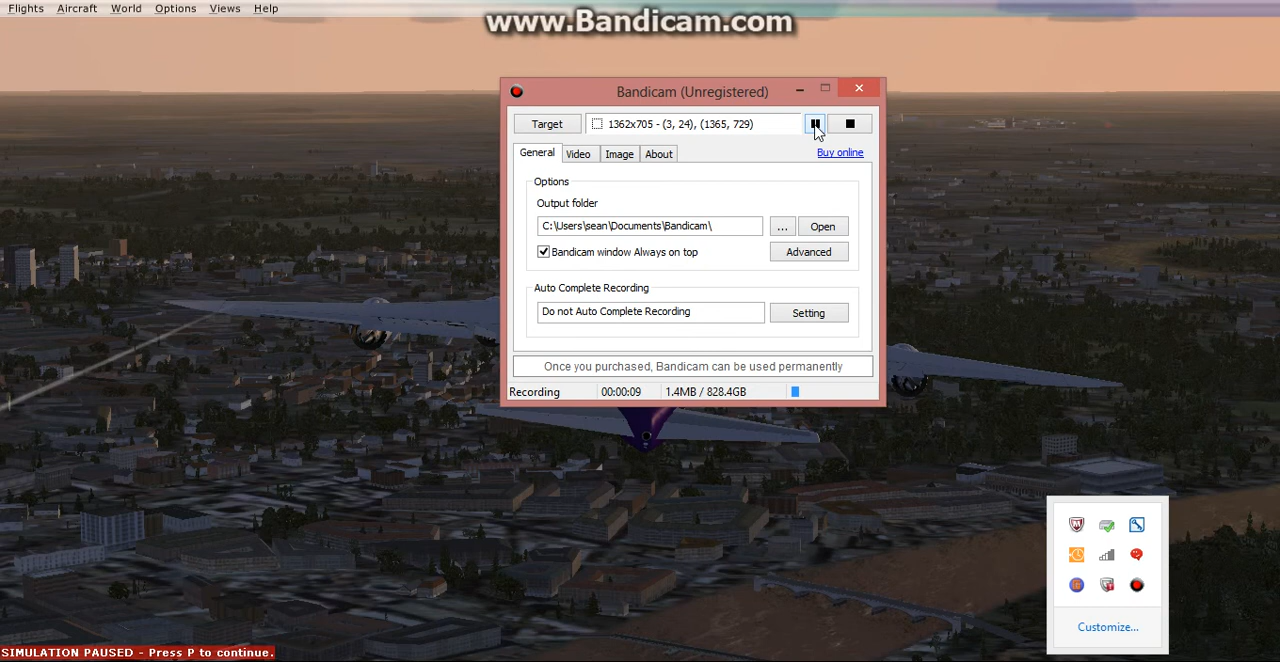 Flights Aircraft World Options Views Help
www.Bandicam.com
Bandicam (Unregistered)
Target 1362x705 - (3, 24), (1365, 729)
General Video Image About Buy online
Options
Output folder
C:\Users\sean\Documents\Bandicam\ ... Open
Bandicam window Always on top Advanced
Auto Complete Recording
Do not Auto Complete Recording Setting
Once you purchased, Bandicam can be used permanently
Recording 00:00:09 1.4MB / 828.4GB
Customize...
SIMULATION PAUSED - Press P to continue.